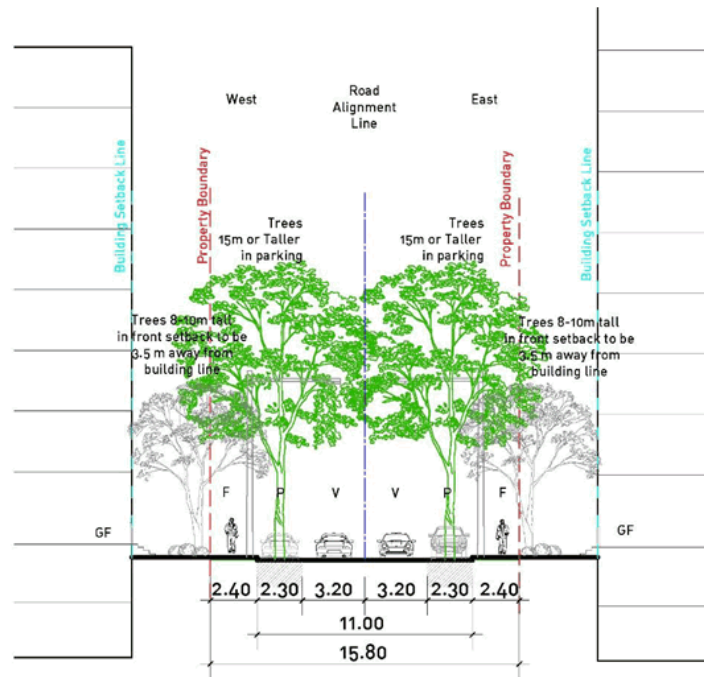 West
Road
Alignment
Line
East
Building Setback Line
Property Boundary
Property Boundary
Building Setback Line
Trees
15m or Taller
in parking
Trees
15m or Taller
in parking
Trees 8-10m tall
in front setback to be
3.5 m away from
building line
Trees 8-10m tall
in front setback to be
3.5 m away from
building line
F
P
V
V
P
F
GF
GF
2.40 2.30 3.20 3.20 2.30 2.40
11.00
15.80